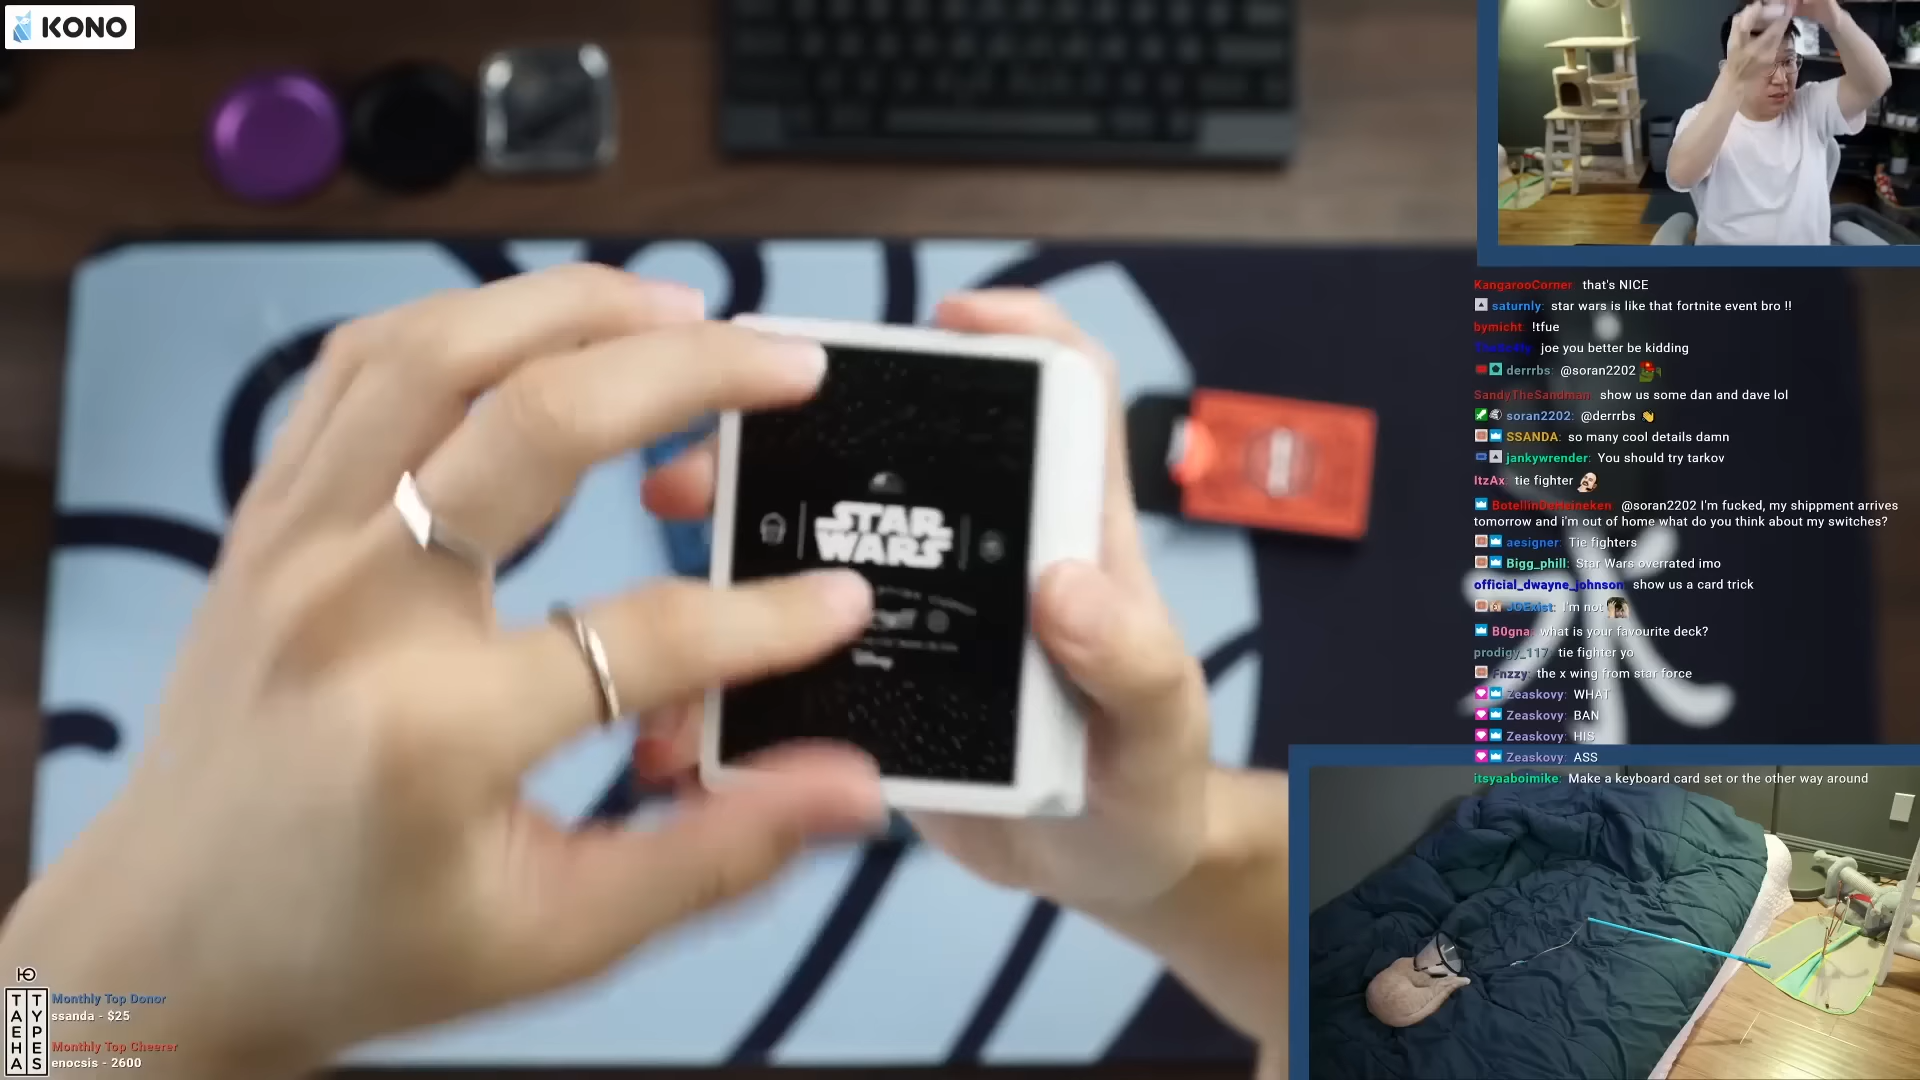 KONO
STAR
WARS
Disney
KangarooCorner that's NICE
saturnly: star wars is like that fortnite event bro !!
bymicht: !tfue
joe you better be kidding
derrrbs: @soran2202
SandyTheSandman: show us some dan and dave lol
soran2202: @derrrbs
SSANDA: so many cool details damn
jankywrender: You should try tarkov
ItzAx: tie fighter
@soran2202 I'm fucked, my shippment arrives
tomorrow and i'm out of home what do you think about my switches?
aesigner: Tie fighters
Bigg_phill: Star Wars overrated imo
official_dwayne_johnson: show us a card trick
I'm not
B0gna: what is your favourite deck?
prodigy_117: tie fighter yo
Fnzzy: the x wing from star force
Zeaskovy: WHAT
Zeaskovy: BAN
Zeaskovy: HIS
Zeaskovy: ASS
itsyaaboimike: Make a keyboard card set or the other way around
TAEHA
TYPES
Monthly Top Donor
ssanda - $25
Monthly Top Cheerer
enocsis - 2600